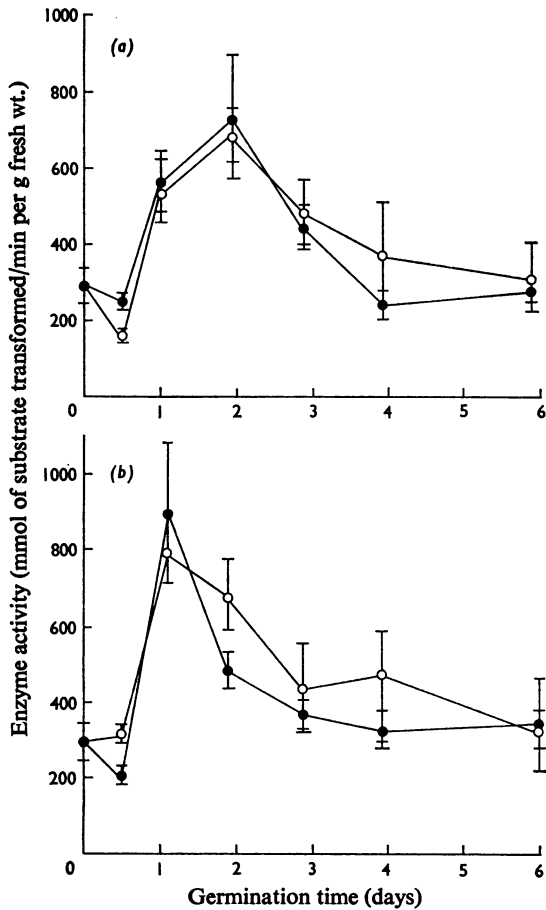 1000
(a)
800
600
400
200
0 1 2 3 4 5 6
1000
(b)
800
600
400
200
0 1 2 3 4 5 6
Enzyme activity (mmol of substrate transformed/min per g fresh wt.)
Germination time (days)